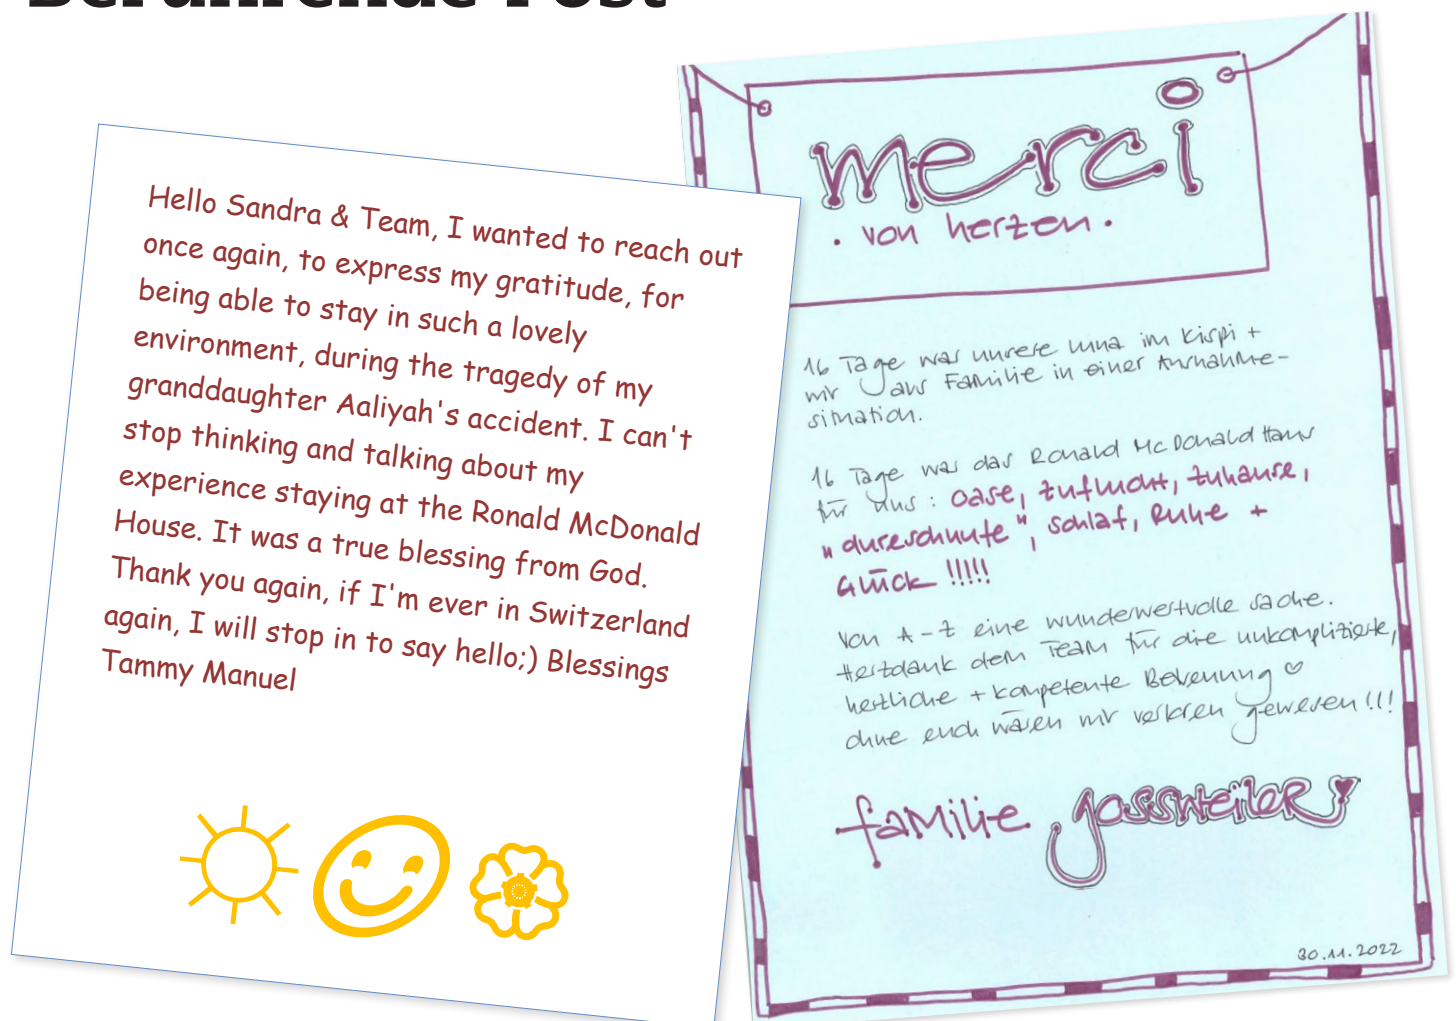 Berührende Post
Hello Sandra & Team, I wanted to reach out
once again, to express my gratitude, for
being able to stay in such a lovely
environment, during the tragedy of my
granddaughter Aaliyah's accident. I can't
stop thinking and talking about my
experience staying at the Ronald McDonald
House. It was a true blessing from God.
Thank you again, if I'm ever in Switzerland
again, I will stop in to say hello;) Blessings
Tammy Manuel
merci
. von herzen.
16 Tage war unsere Luna im Kispi +
wir als Familie in einer Ausnahme-
situation.
16 Tage war das Ronald McDonald Haus
für uns: Oase, Zuflucht, Zuhause,
"dureschnufe", Schlaf, Ruhe +
Glück !!!!!
Von A-Z eine wunderwertvolle Sache.
Herzdank dem Team für die unkomplizierte,
herzliche + kompetente Betreuung ♡
ohne euch wären wir verloren gewesen!!!
familie gossweiler
30.11.2022